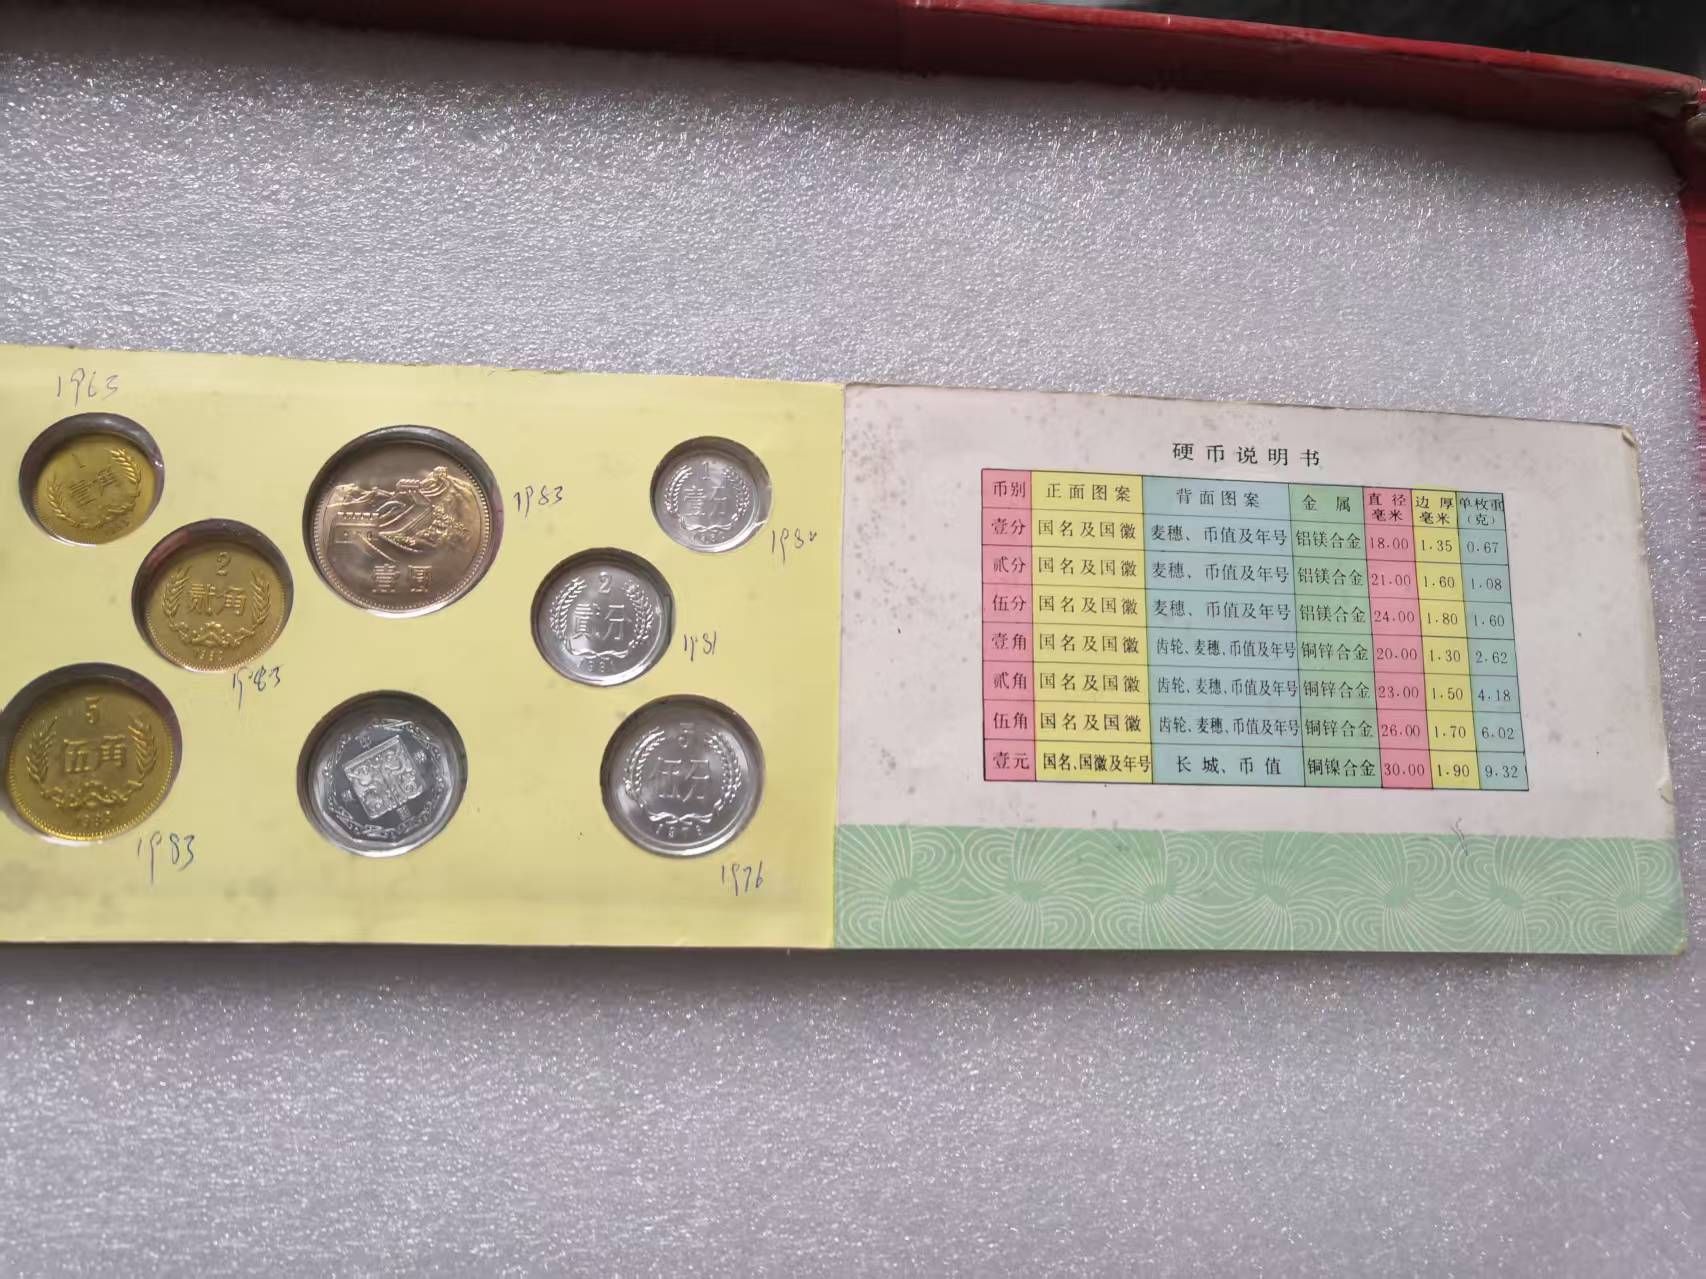 1963
1
壹角
1983
壹圆
1
壹分
198
2
贰角
1983
2
贰分
1981
1981
5
伍角
1983
5
伍分
1976
1976
硬币说明书
币别 正面图案 背面图案 金属 直径毫米 边厚毫米 单枚重(克)
壹分 国名及国徽 麦穗、币值及年号 铝镁合金 18.00 1.35 0.67
贰分 国名及国徽 麦穗、币值及年号 铝镁合金 21.00 1.60 1.08
伍分 国名及国徽 麦穗、币值及年号 铝镁合金 24.00 1.80 1.60
壹角 国名及国徽 齿轮、麦穗、币值及年号 铜锌合金 20.00 1.30 2.62
贰角 国名及国徽 齿轮、麦穗、币值及年号 铜锌合金 23.00 1.50 4.18
伍角 国名及国徽 齿轮、麦穗、币值及年号 铜锌合金 26.00 1.70 6.02
壹元 国名、国徽及年号 长城、币值 铜镍合金 30.00 1.90 9.32